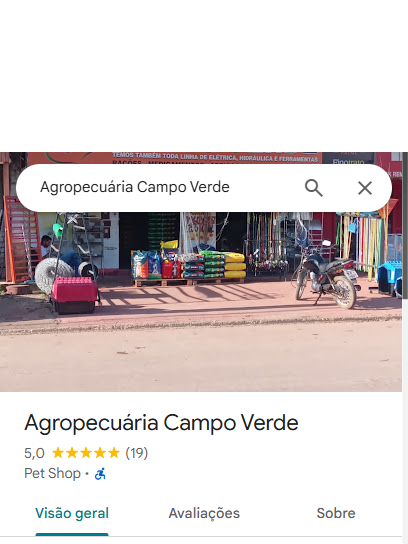 TEMOS TAMBÉM TODA LINHA DE ELÉTRICA, HIDRÁULICA E FERRAMENTAS
Agropecuária Campo Verde
Agropecuária Campo Verde
5,0 (19)
Pet Shop ·
Visão geral Avaliações Sobre